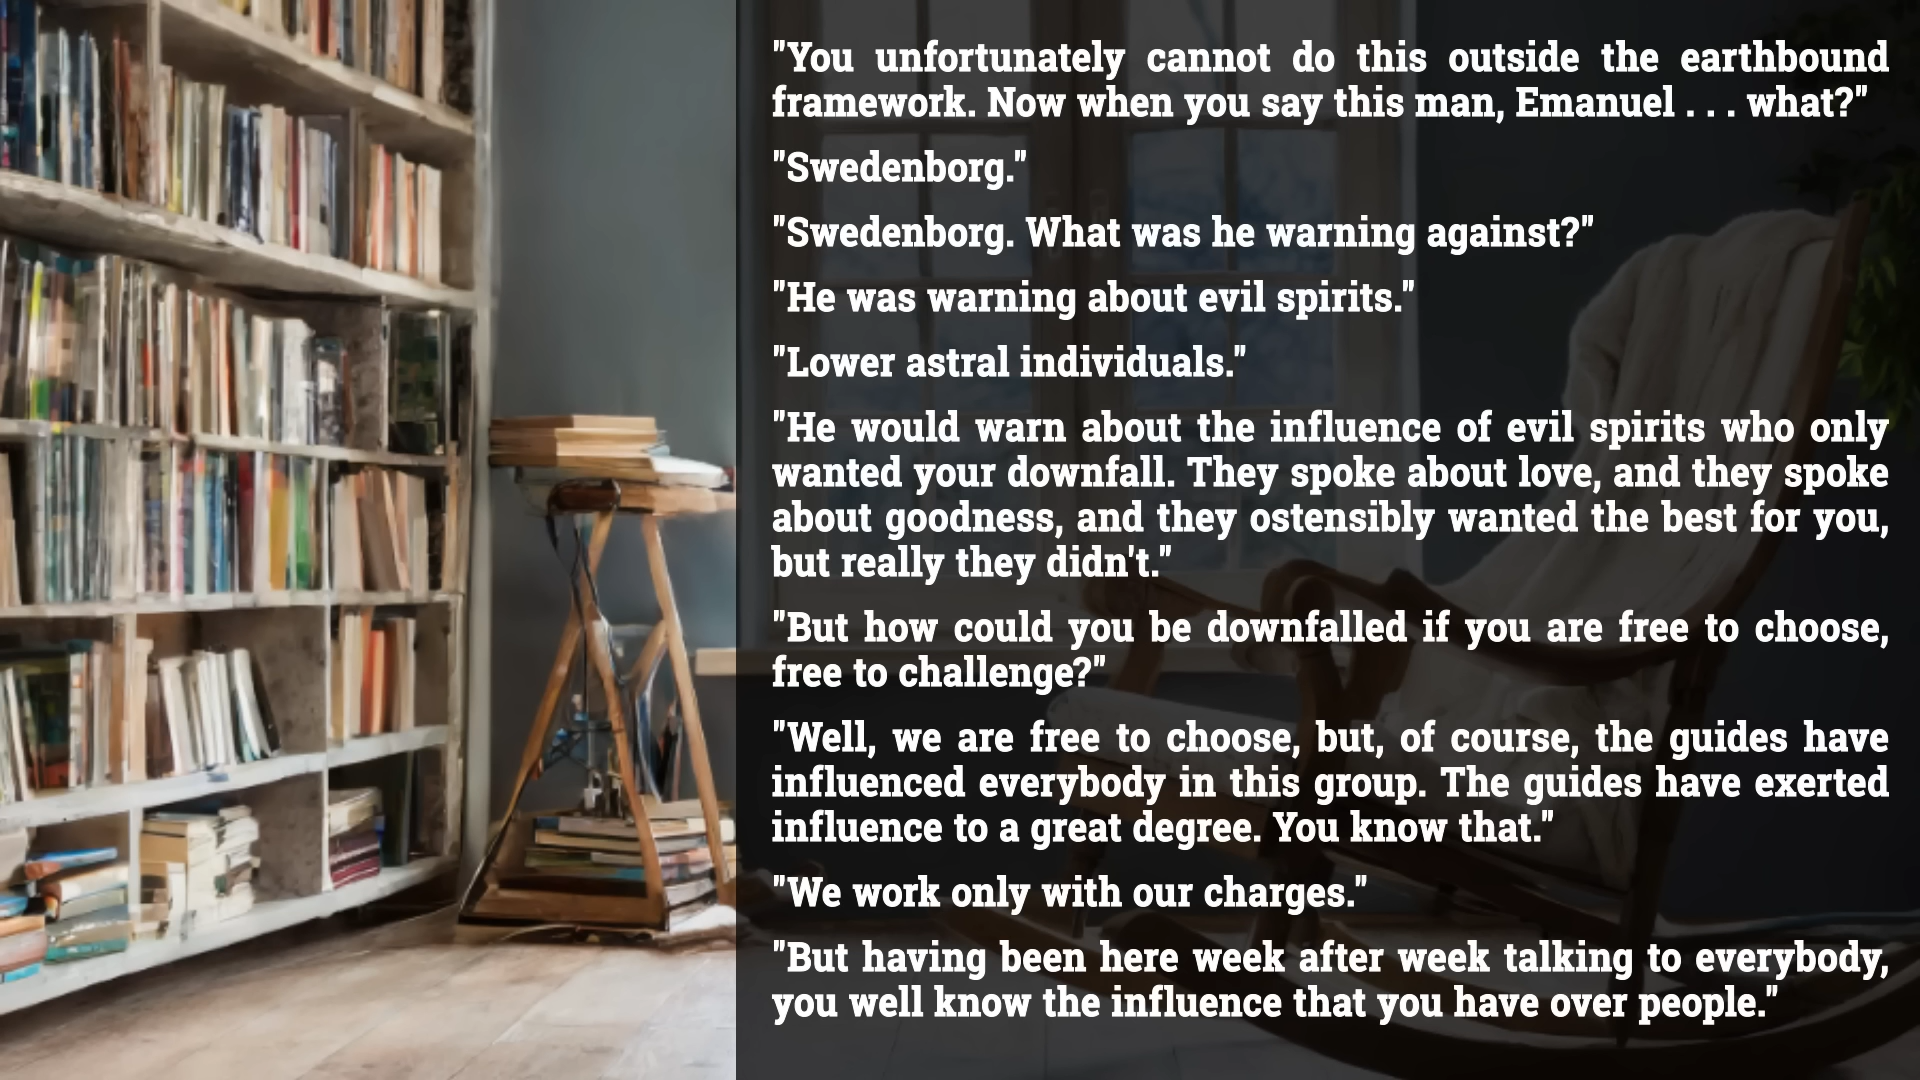 "You unfortunately cannot do this outside the earthbound
framework. Now when you say this man, Emanuel . . . what?"
"Swedenborg."
"Swedenborg. What was he warning against?"
"He was warning about evil spirits."
"Lower astral individuals."
"He would warn about the influence of evil spirits who only
wanted your downfall. They spoke about love, and they spoke
about goodness, and they ostensibly wanted the best for you,
but really they didn't."
"But how could you be downfalled if you are free to choose,
free to challenge?"
"Well, we are free to choose, but, of course, the guides have
influenced everybody in this group. The guides have exerted
influence to a great degree. You know that."
"We work only with our charges."
"But having been here week after week talking to everybody,
you well know the influence that you have over people."